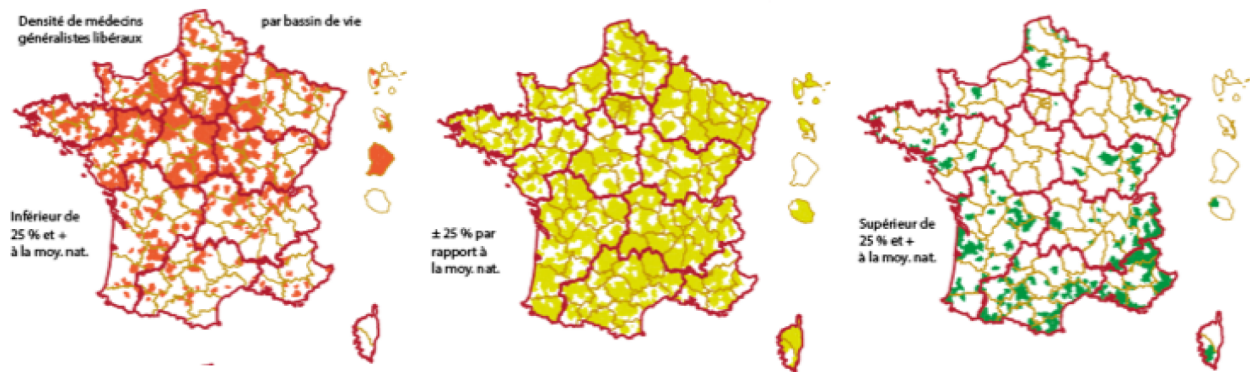 Densité de médecins
généralistes libéraux
par bassin de vie
Inférieur de
25 % et +
à la moy. nat.
± 25 % par
rapport à
la moy. nat.
Supérieur de
25 % et +
à la moy. nat.